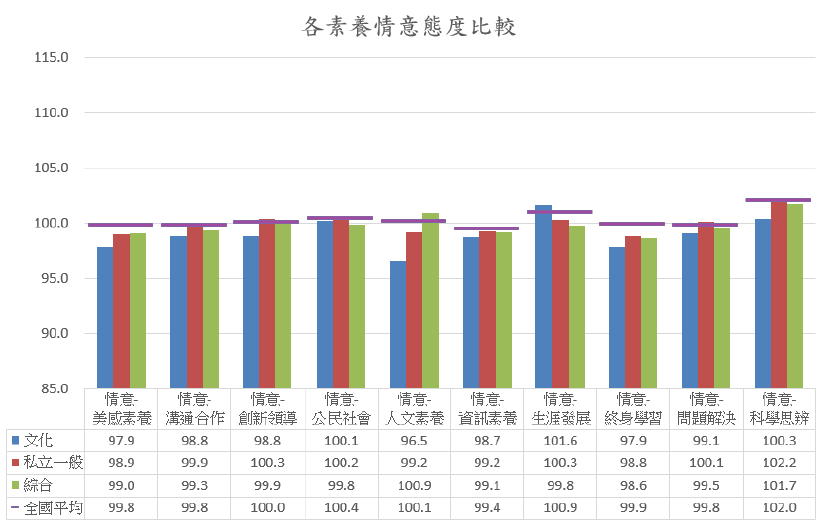 各素養情意態度比較
115.0
110.0
105.0
100.0
95.0
90.0
85.0
情意- 情意- 情意- 情意- 情意- 情意- 情意- 情意- 情意- 情意-
美感素養 溝通合作 創新領導 公民社會 人文素養 資訊素養 生涯發展 終身學習 問題解決 科學思辨
文化 97.9 98.8 98.8 100.1 96.5 98.7 101.6 97.9 99.1 100.3
私立一般 98.9 99.9 100.3 100.2 99.2 99.2 100.3 98.8 100.1 102.2
綜合 99.0 99.3 99.9 99.8 100.9 99.1 99.8 98.6 99.5 101.7
全國平均 99.8 99.8 100.0 100.4 100.1 99.4 100.9 99.9 99.8 102.0